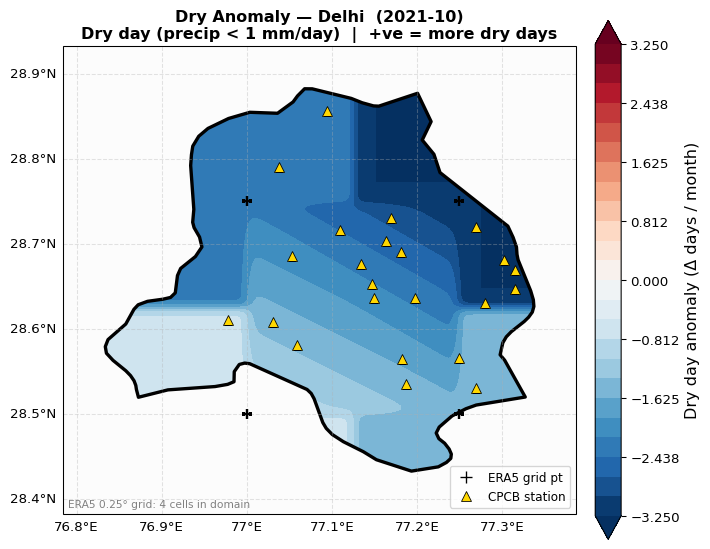 Dry Anomaly — Delhi  (2021-10)
Dry day (precip < 1 mm/day)  |  +ve = more dry days
28.9°N
28.8°N
28.7°N
28.6°N
28.5°N
28.4°N
76.8°E
76.9°E
77°E
77.1°E
77.2°E
77.3°E
ERA5 0.25° grid: 4 cells in domain
ERA5 grid pt
CPCB station
3.250
2.438
1.625
0.812
0.000
−0.812
−1.625
−2.438
−3.250
Dry day anomaly (Δ days / month)